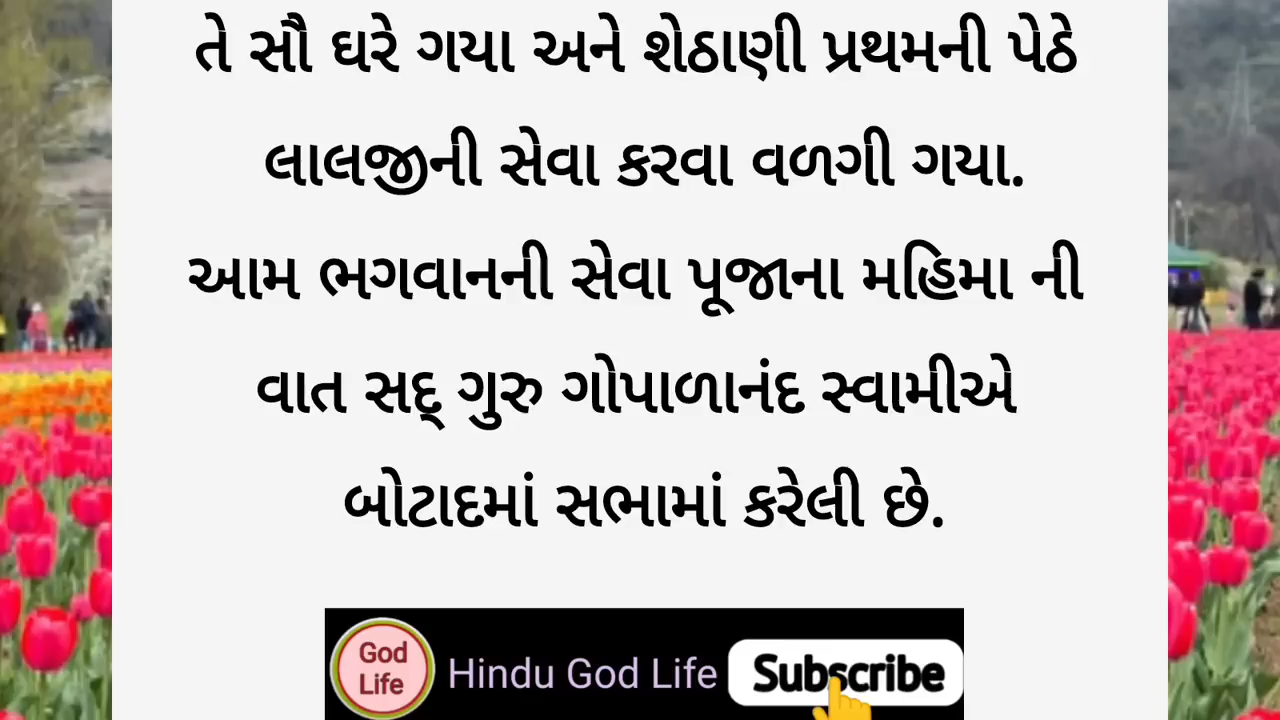 તે સૌ ઘરે ગયા અને શેઠાણી પ્રથમની પેઠે
લાલજીની સેવા કરવા વળગી ગયા.
આમ ભગવાનની સેવા પૂજાના મહિમા ની
વાત સદ્ ગુરુ ગોપાળાનંદ સ્વામીએ
બોટાદમાં સભામાં કરેલી છે.
God
Life
Hindu God Life
Subscribe